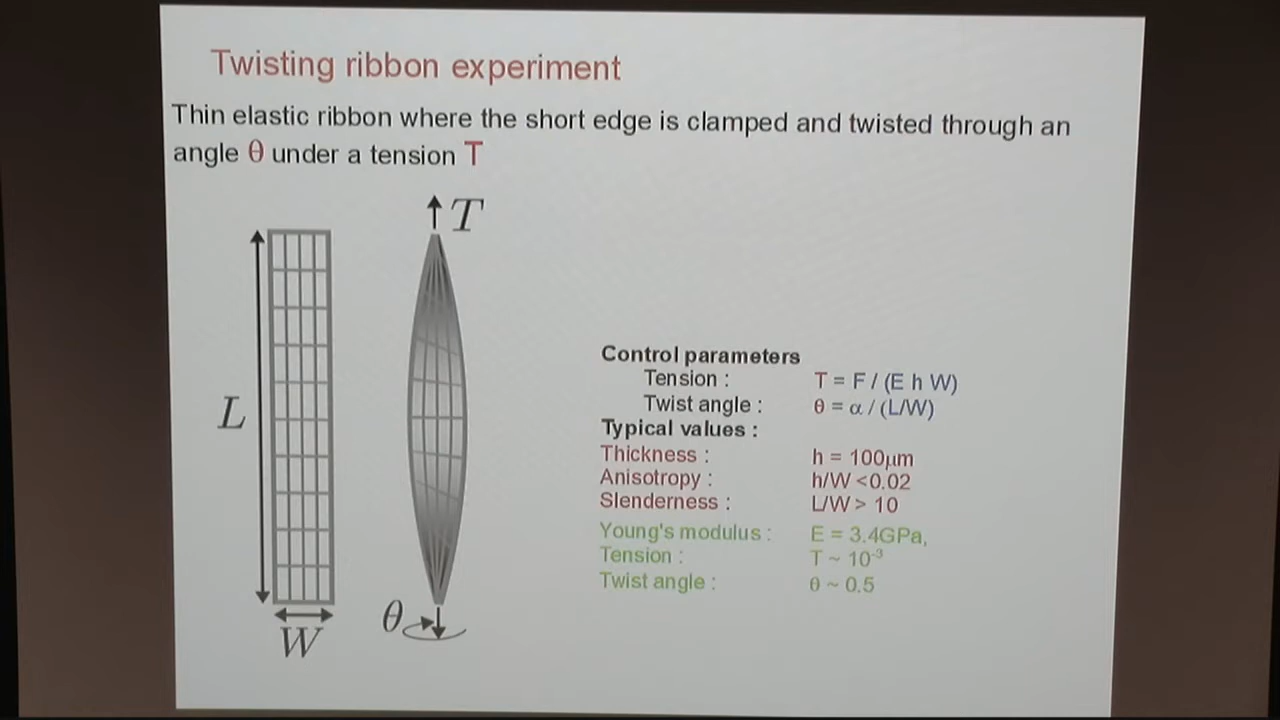 Twisting ribbon experiment
Thin elastic ribbon where the short edge is clamped and twisted through an
angle θ under a tension T
T
L
W
θ
Control parameters
Tension : T = F / (E h W)
Twist angle : θ = α / (L/W)
Typical values :
Thickness : h = 100μm
Anisotropy : h/W <0.02
Slenderness : L/W > 10
Young's modulus : E = 3.4GPa,
Tension : T ~ 10⁻³
Twist angle : θ ~ 0.5